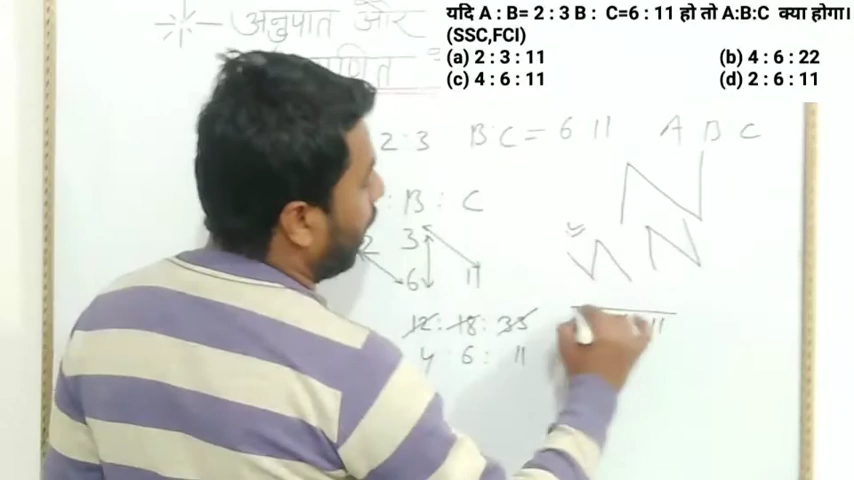 यदि A : B= 2 : 3 B : C=6 : 11 हो तो A:B:C क्या होगा।
(SSC,FCI)
(a) 2 : 3 : 11 (b) 4 : 6 : 22
(c) 4 : 6 : 11 (d) 2 : 6 : 11
अनुपात और
2 : 3 B : C = 6 11 A B C
: B : C
2 3
6 11
12 : 18 : 33
4 : 6 : 11
11